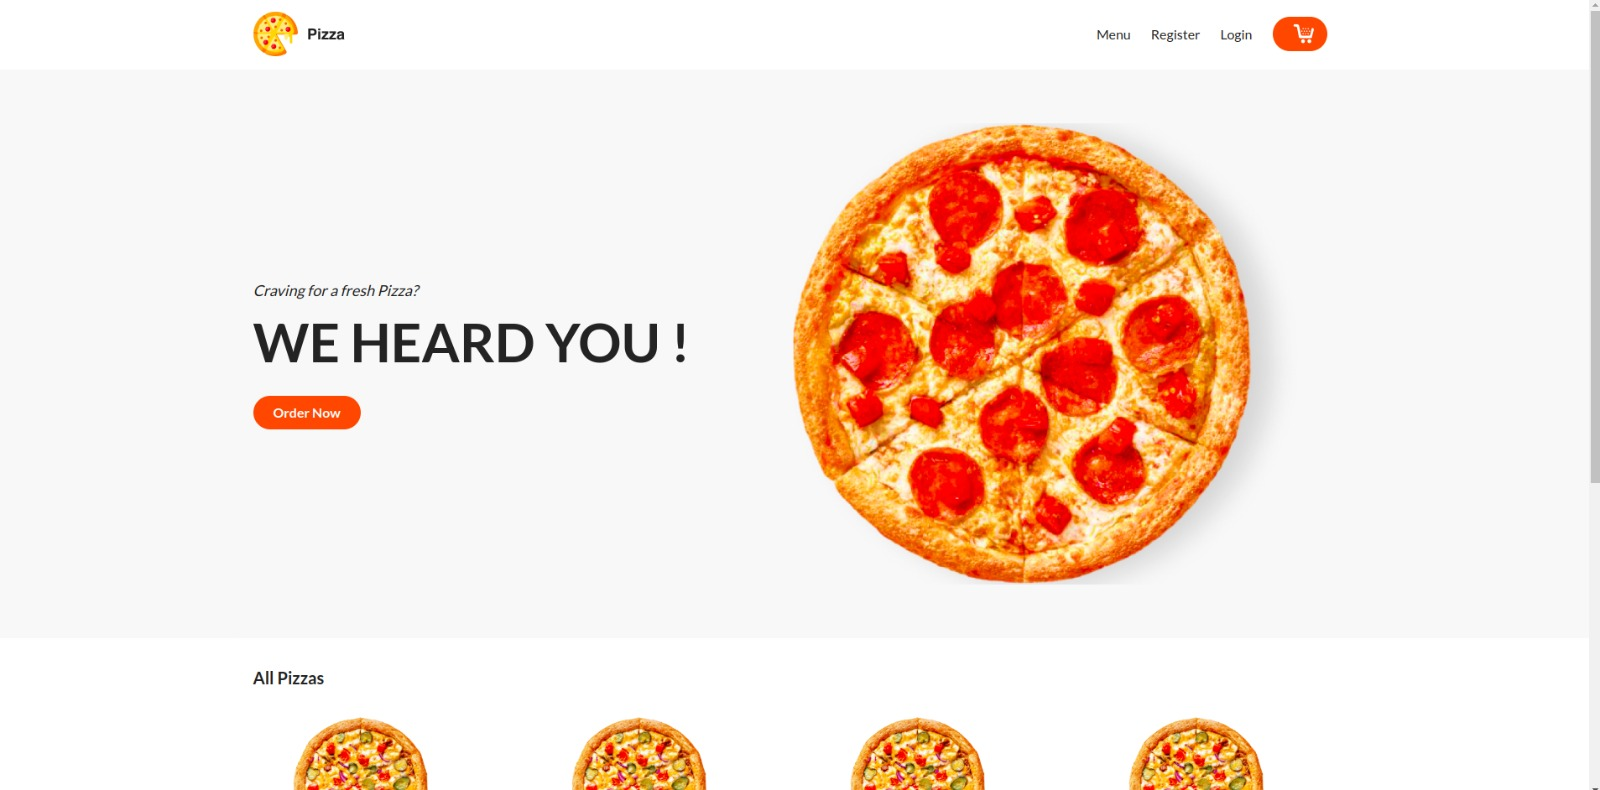 Pizza
Menu Register Login
Craving for a fresh Pizza?
WE HEARD YOU !
Order Now
All Pizzas